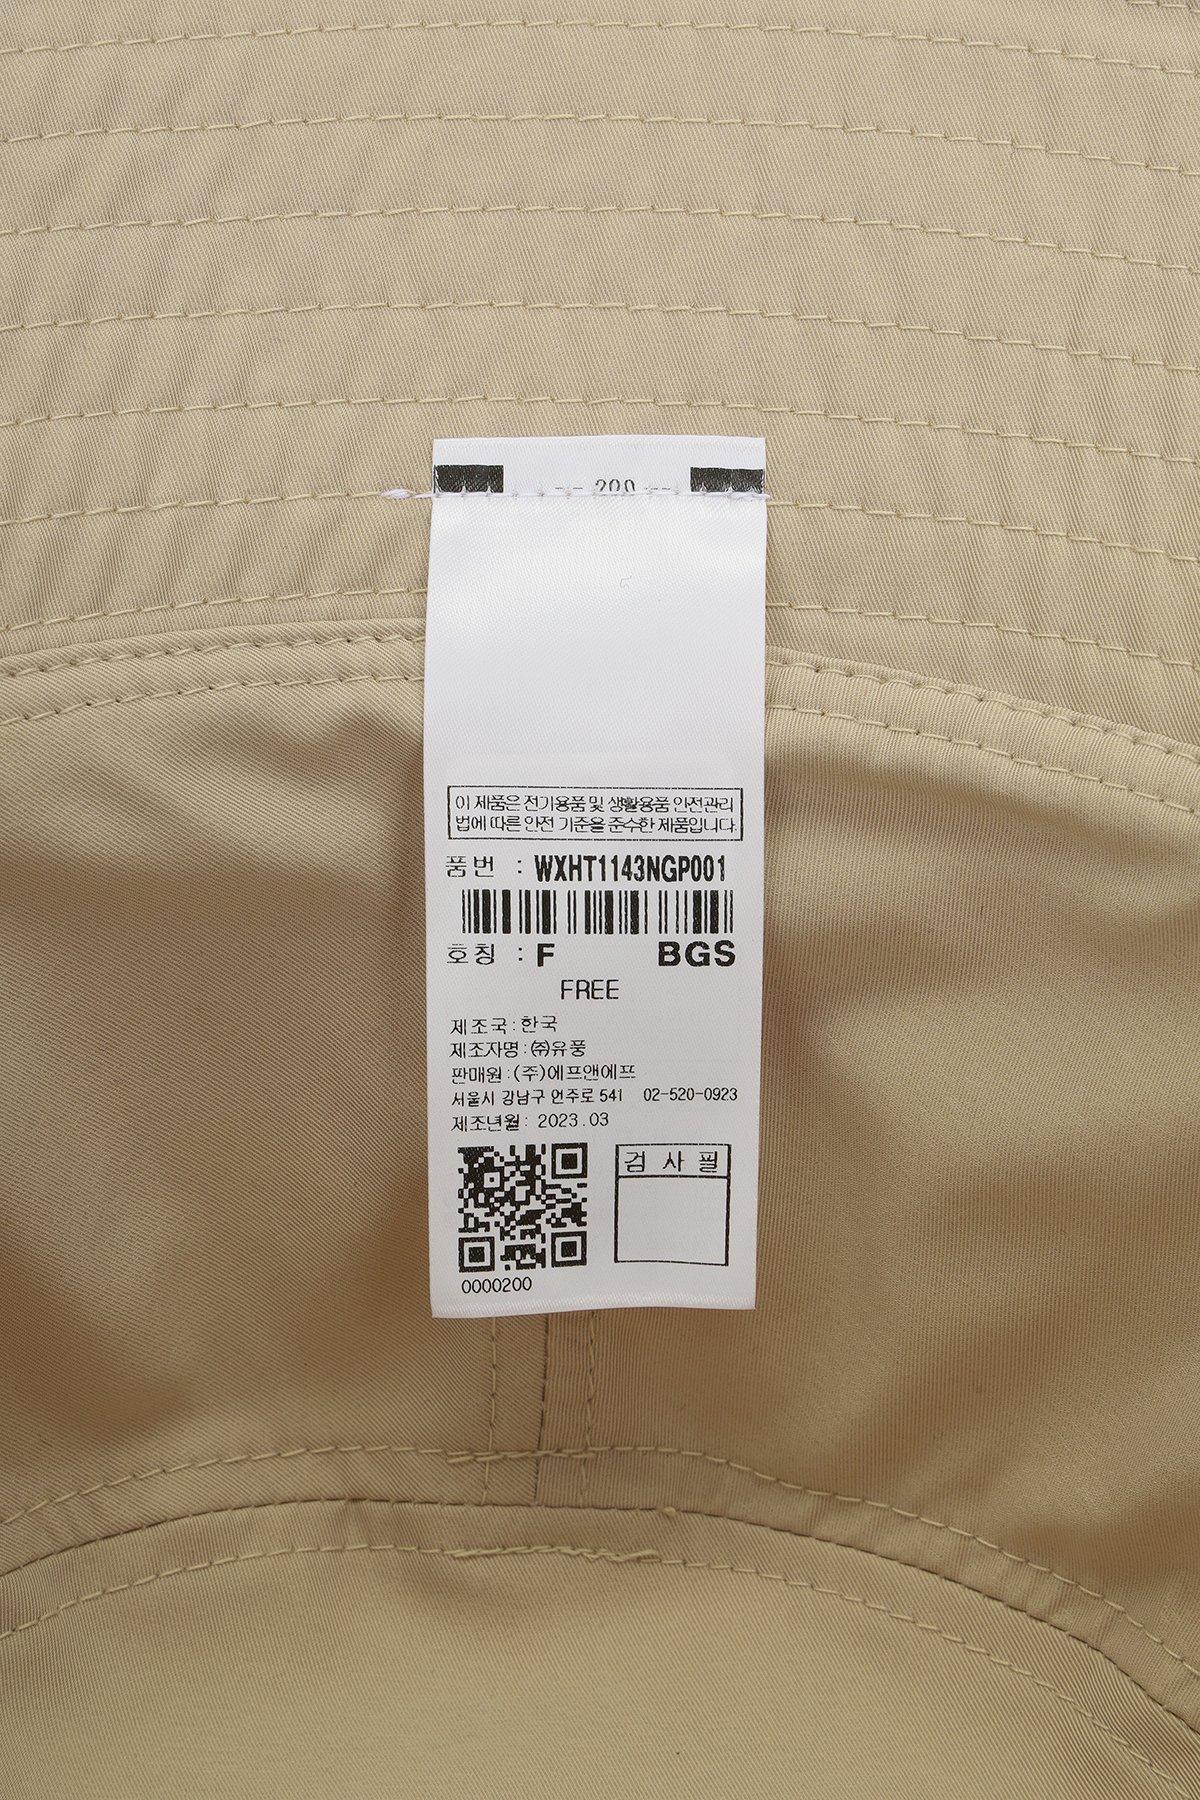 200
이 제품은 전기용품 및 생활용품 안전관리
법에 따른 안전 기준을 준수한 제품입니다.
품번 : WXHT1143NGP001
호칭 : F BGS
FREE
제조국 : 한국
제조자명 : ㈜유풍
판매원 : (주)에프앤에프
서울시 강남구 언주로 541 02-520-0923
제조년월 : 2023.03
검사필
0000200